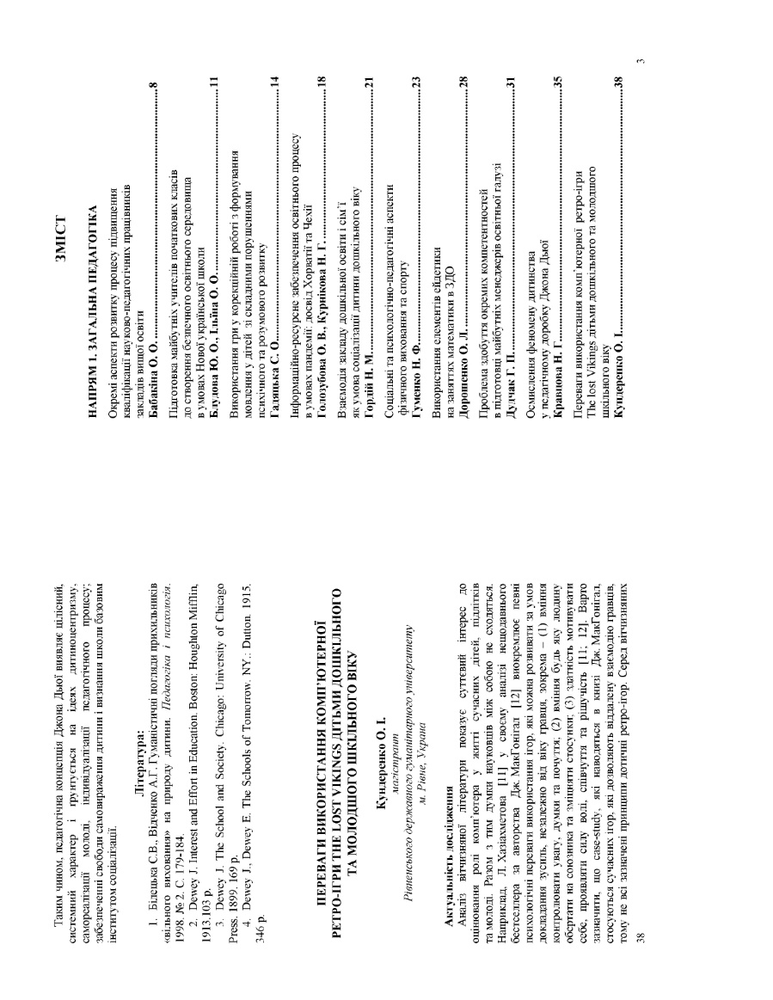 Таким чином, педагогічна концепція Джона Дьюї виявляє цілісний,
системний характер і ґрунтується на ідеях дитиноцентризму,
самореалізації молоді, індивідуалізації педагогічного процесу;
забезпеченні свободи самовираження дитини і визнання школи базовим
інститутом соціалізації.
Література:
1. Білецька С.В., Відченко А.Г. Гуманістичні погляди прихильників
«вільного виховання» на природу дитини. Педагогіка і психологія.
1998. № 2. С. 179-184.
2. Dewey J. Interest and Effort in Education. Boston: Houghton Mifflin,
1913.103 p.
3. Dewey J. The School and Society. Chicago: University of Chicago
Press. 1899. 169 p.
4. Dewey J., Dewey E. The Schools of Tomorrow. NY.: Dutton. 1915.
346 p.
ПЕРЕВАГИ ВИКОРИСТАННЯ КОМП'ЮТЕРНОЇ
РЕТРО-ІГРИ THE LOST VIKINGS ДІТЬМИ ДОШКІЛЬНОГО
ТА МОЛОДШОГО ШКІЛЬНОГО ВІКУ
Кундеренко О. І.
магістрант
Рівненського державного гуманітарного університету
м. Рівне, Украна
Актуальність дослідження
Аналіз вітчизняної літератури показує суттєвий інтерес до
оцінювання ролі комп'ютера у житті сучасних дітей, підлітків
та молоді. Разом з тим думки науковців між собою не сходяться.
Наприклад, Л. Хазіахметова [11] у своєму аналізі нещодавнього
бестселлера за авторства Дж. МакҐоніґал [12] виокремлює певні
психологічні переваги використання ігор, які можна розвивати за умов
докладання зусиль, незалежно від віку гравця, зокрема – (1) вміння
контролювати увагу, думки та почуття; (2) вміння будь яку людину
обертати на союзника та зміцняти стосунки; (3) здатність мотивувати
себе, проявляти силу волі, співчуття та рішучість [11; 12]. Варто
зазначити, що case-study, які наводяться в книзі Дж. МакҐоніґал,
стосуються сучасних ігор, які дозволяють віддалену взаємодію гравців,
тому не всі зазначені принципи дотичні ретро-ігор. Серед вітчизняних
38
ЗМІСТ
НАПРЯМ 1. ЗАГАЛЬНА ПЕДАГОГІКА
Окремі аспекти розвитку процесу підвищення
кваліфікації науково-педагогічних працівників
закладів вищої освіти
Бабакіна О. О.....8
Підготовка майбутніх учителів початкових класів
до створення безпечного освітнього середовища
в умовах Нової української школи
Блудова Ю. О., Ільїна О. О.....11
Використання гри у корекційній роботі з формування
мовлення у дітей зі складними порушеннями
психічного та розумового розвитку
Галицька С. О.....14
Інформаційно-ресурсне забезпечення освітнього процесу
в умовах пандемії: досвід Хорватії та Чехії
Голозубова О. В., Курнікова Н. Г.....18
Взаємодія закладу дошкільної освіти і сім'ї
як умова соціалізації дитини дошкільного віку
Гордій Н. М.....21
Соціальні та психологічно-педагогічні аспекти
фізичного виховання та спорту
Гуменко Н. Ф.....23
Використання елементів ейдетики
на заняттях математики в ЗДО
Дорошенко О. Л.....28
Проблема здобуття окремих компетентностей
в підготовці майбутніх менеджерів освітньої галузі
Дулчак Г. П.....31
Осмислення феномену дитинства
у педагогічному доробку Джона Дьюї
Кравцова Н. Г.....35
Переваги використання комп'ютерної ретро-ігри
The lost Vikings дітьми дошкільного та молодшого
шкільного віку
Кундеренко О. І.....38
3